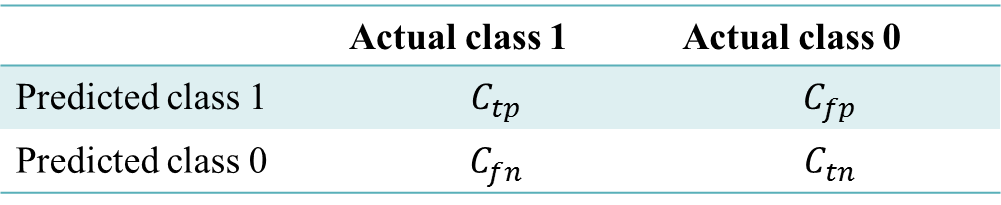 Actual class 1 Actual class 0
Predicted class 1 C_tp C_fp
Predicted class 0 C_fn C_tn